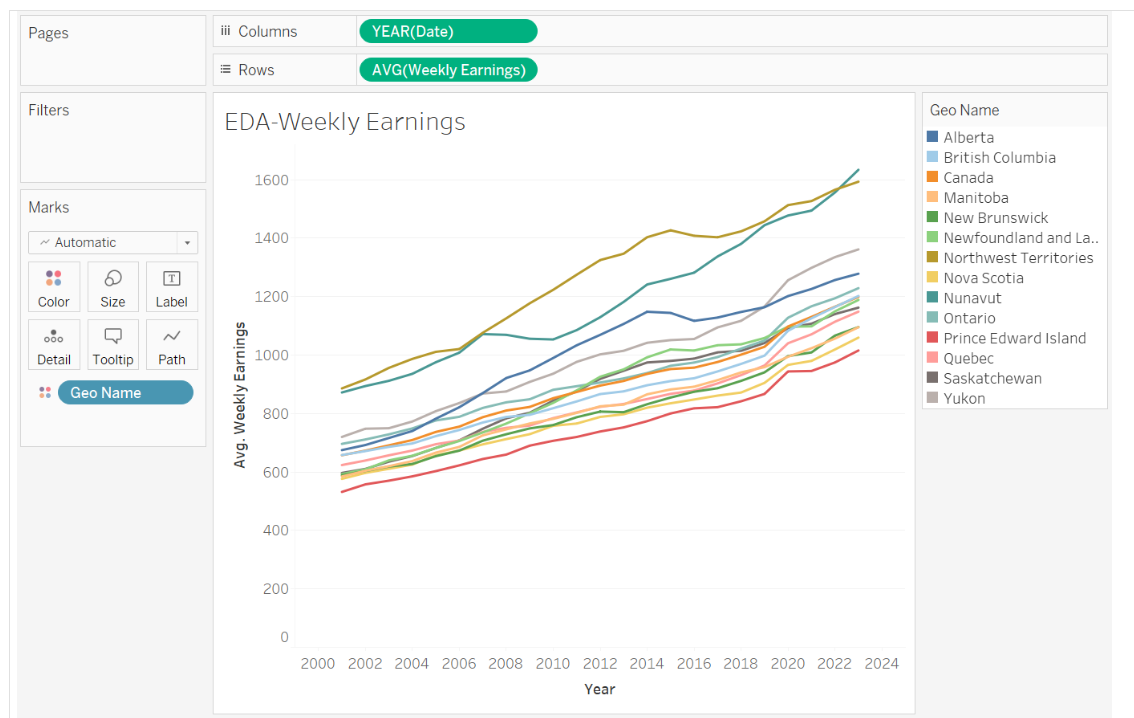 Pages
Columns
YEAR(Date)
Rows
AVG(Weekly Earnings)
Filters
Marks
Automatic
Color
Size
Label
T
Detail
Tooltip
Path
Geo Name
EDA-Weekly Earnings
Avg. Weekly Earnings
1600
1400
1200
1000
800
600
400
200
0
2000 2002 2004 2006 2008 2010 2012 2014 2016 2018 2020 2022 2024
Year
Geo Name
Alberta
British Columbia
Canada
Manitoba
New Brunswick
Newfoundland and La..
Northwest Territories
Nova Scotia
Nunavut
Ontario
Prince Edward Island
Quebec
Saskatchewan
Yukon